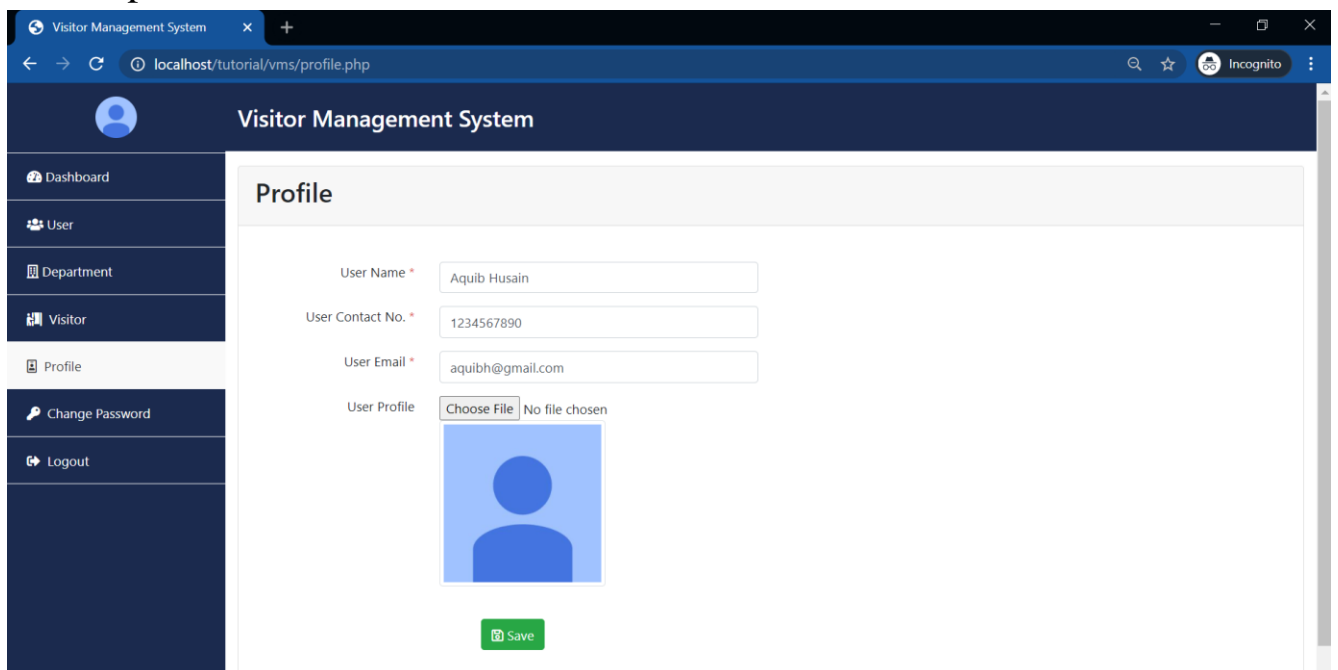 Visitor Management System
localhost/tutorial/vms/profile.php
Incognito
Visitor Management System
Dashboard
User
Department
Visitor
Profile
Change Password
Logout
Profile
User Name *
Aquib Husain
User Contact No. *
1234567890
User Email *
aquibh@gmail.com
User Profile
Choose File No file chosen
Save